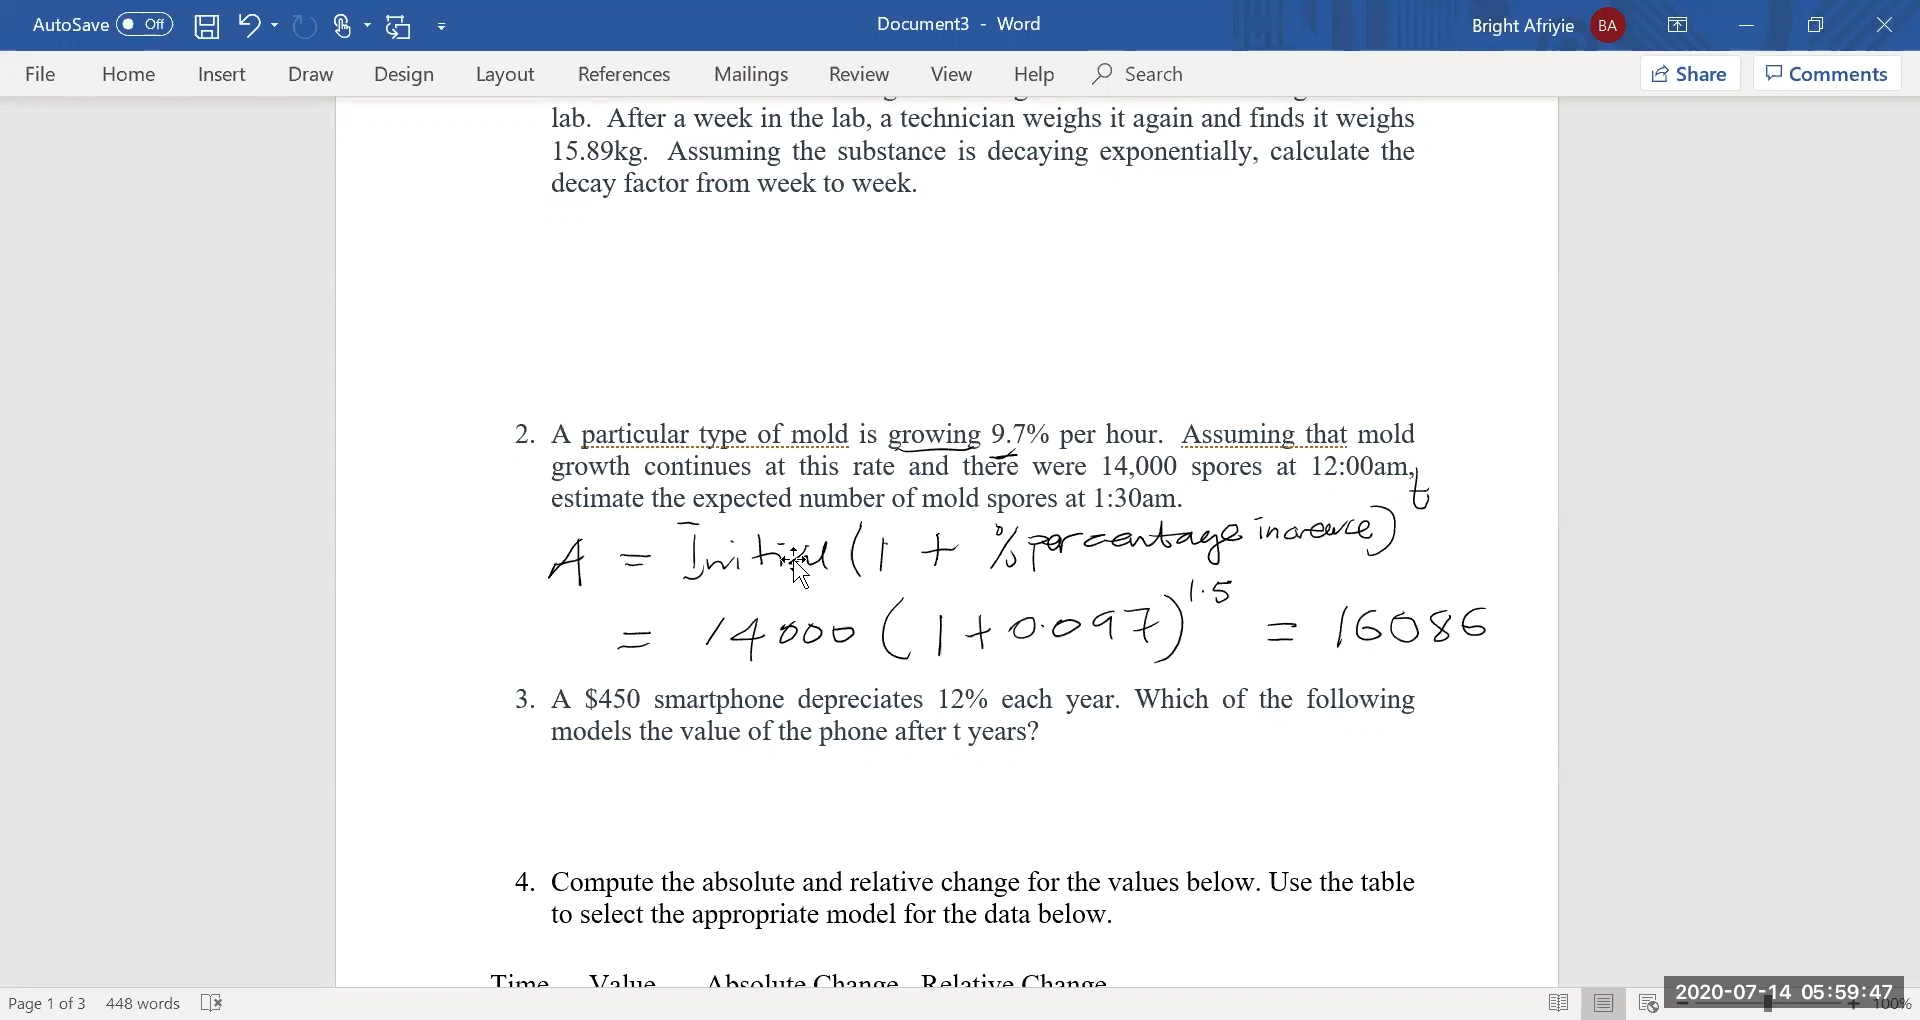 AutoSave Off Document3 - Word Bright Afriyie BA
File Home Insert Draw Design Layout References Mailings Review View Help Search Share Comments
lab. After a week in the lab, a technician weighs it again and finds it weighs
15.89kg. Assuming the substance is decaying exponentially, calculate the
decay factor from week to week.
2. A particular type of mold is growing 9.7% per hour. Assuming that mold
growth continues at this rate and there were 14,000 spores at 12:00am,
estimate the expected number of mold spores at 1:30am.
A = Initial (1 + % percentage increase)^t
= 14000 (1 + 0.097)^1.5 = 16086
3. A $450 smartphone depreciates 12% each year. Which of the following
models the value of the phone after t years?
4. Compute the absolute and relative change for the values below. Use the table
to select the appropriate model for the data below.
Time Value Absolute Change Relative Change
Page 1 of 3 448 words 100%
2020-07-14 05:59:47